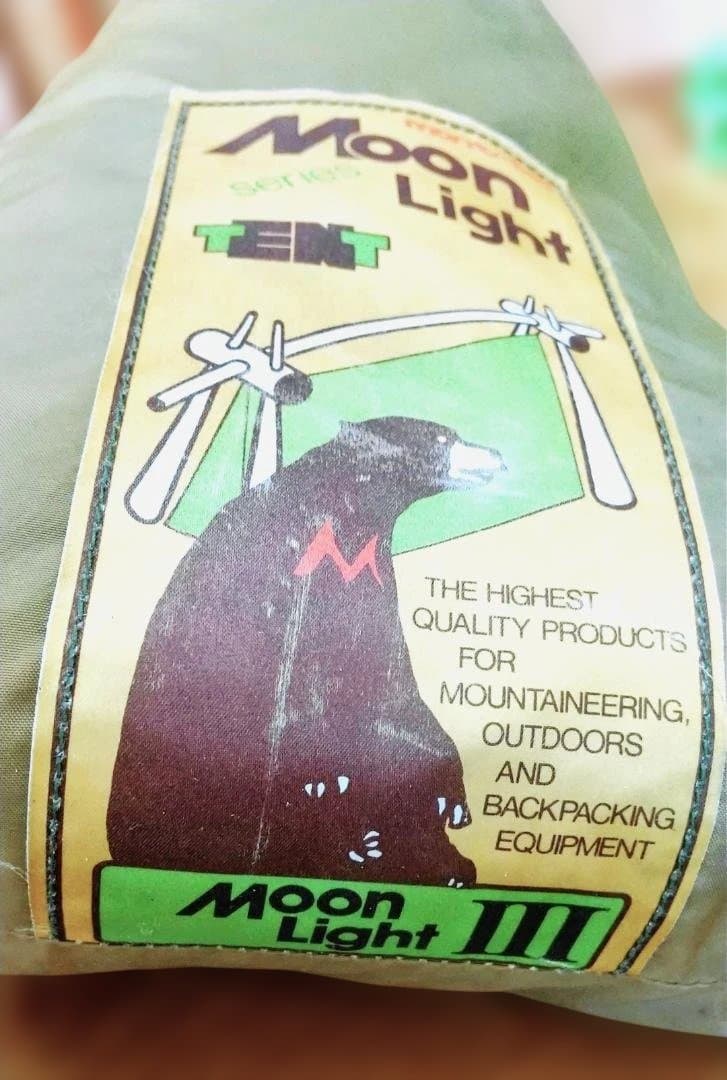 Moon
series
Light
TENT
M
THE HIGHEST
QUALITY PRODUCTS
FOR
MOUNTAINEERING,
OUTDOORS
AND
BACKPACKING
EQUIPMENT
Moon
Light III